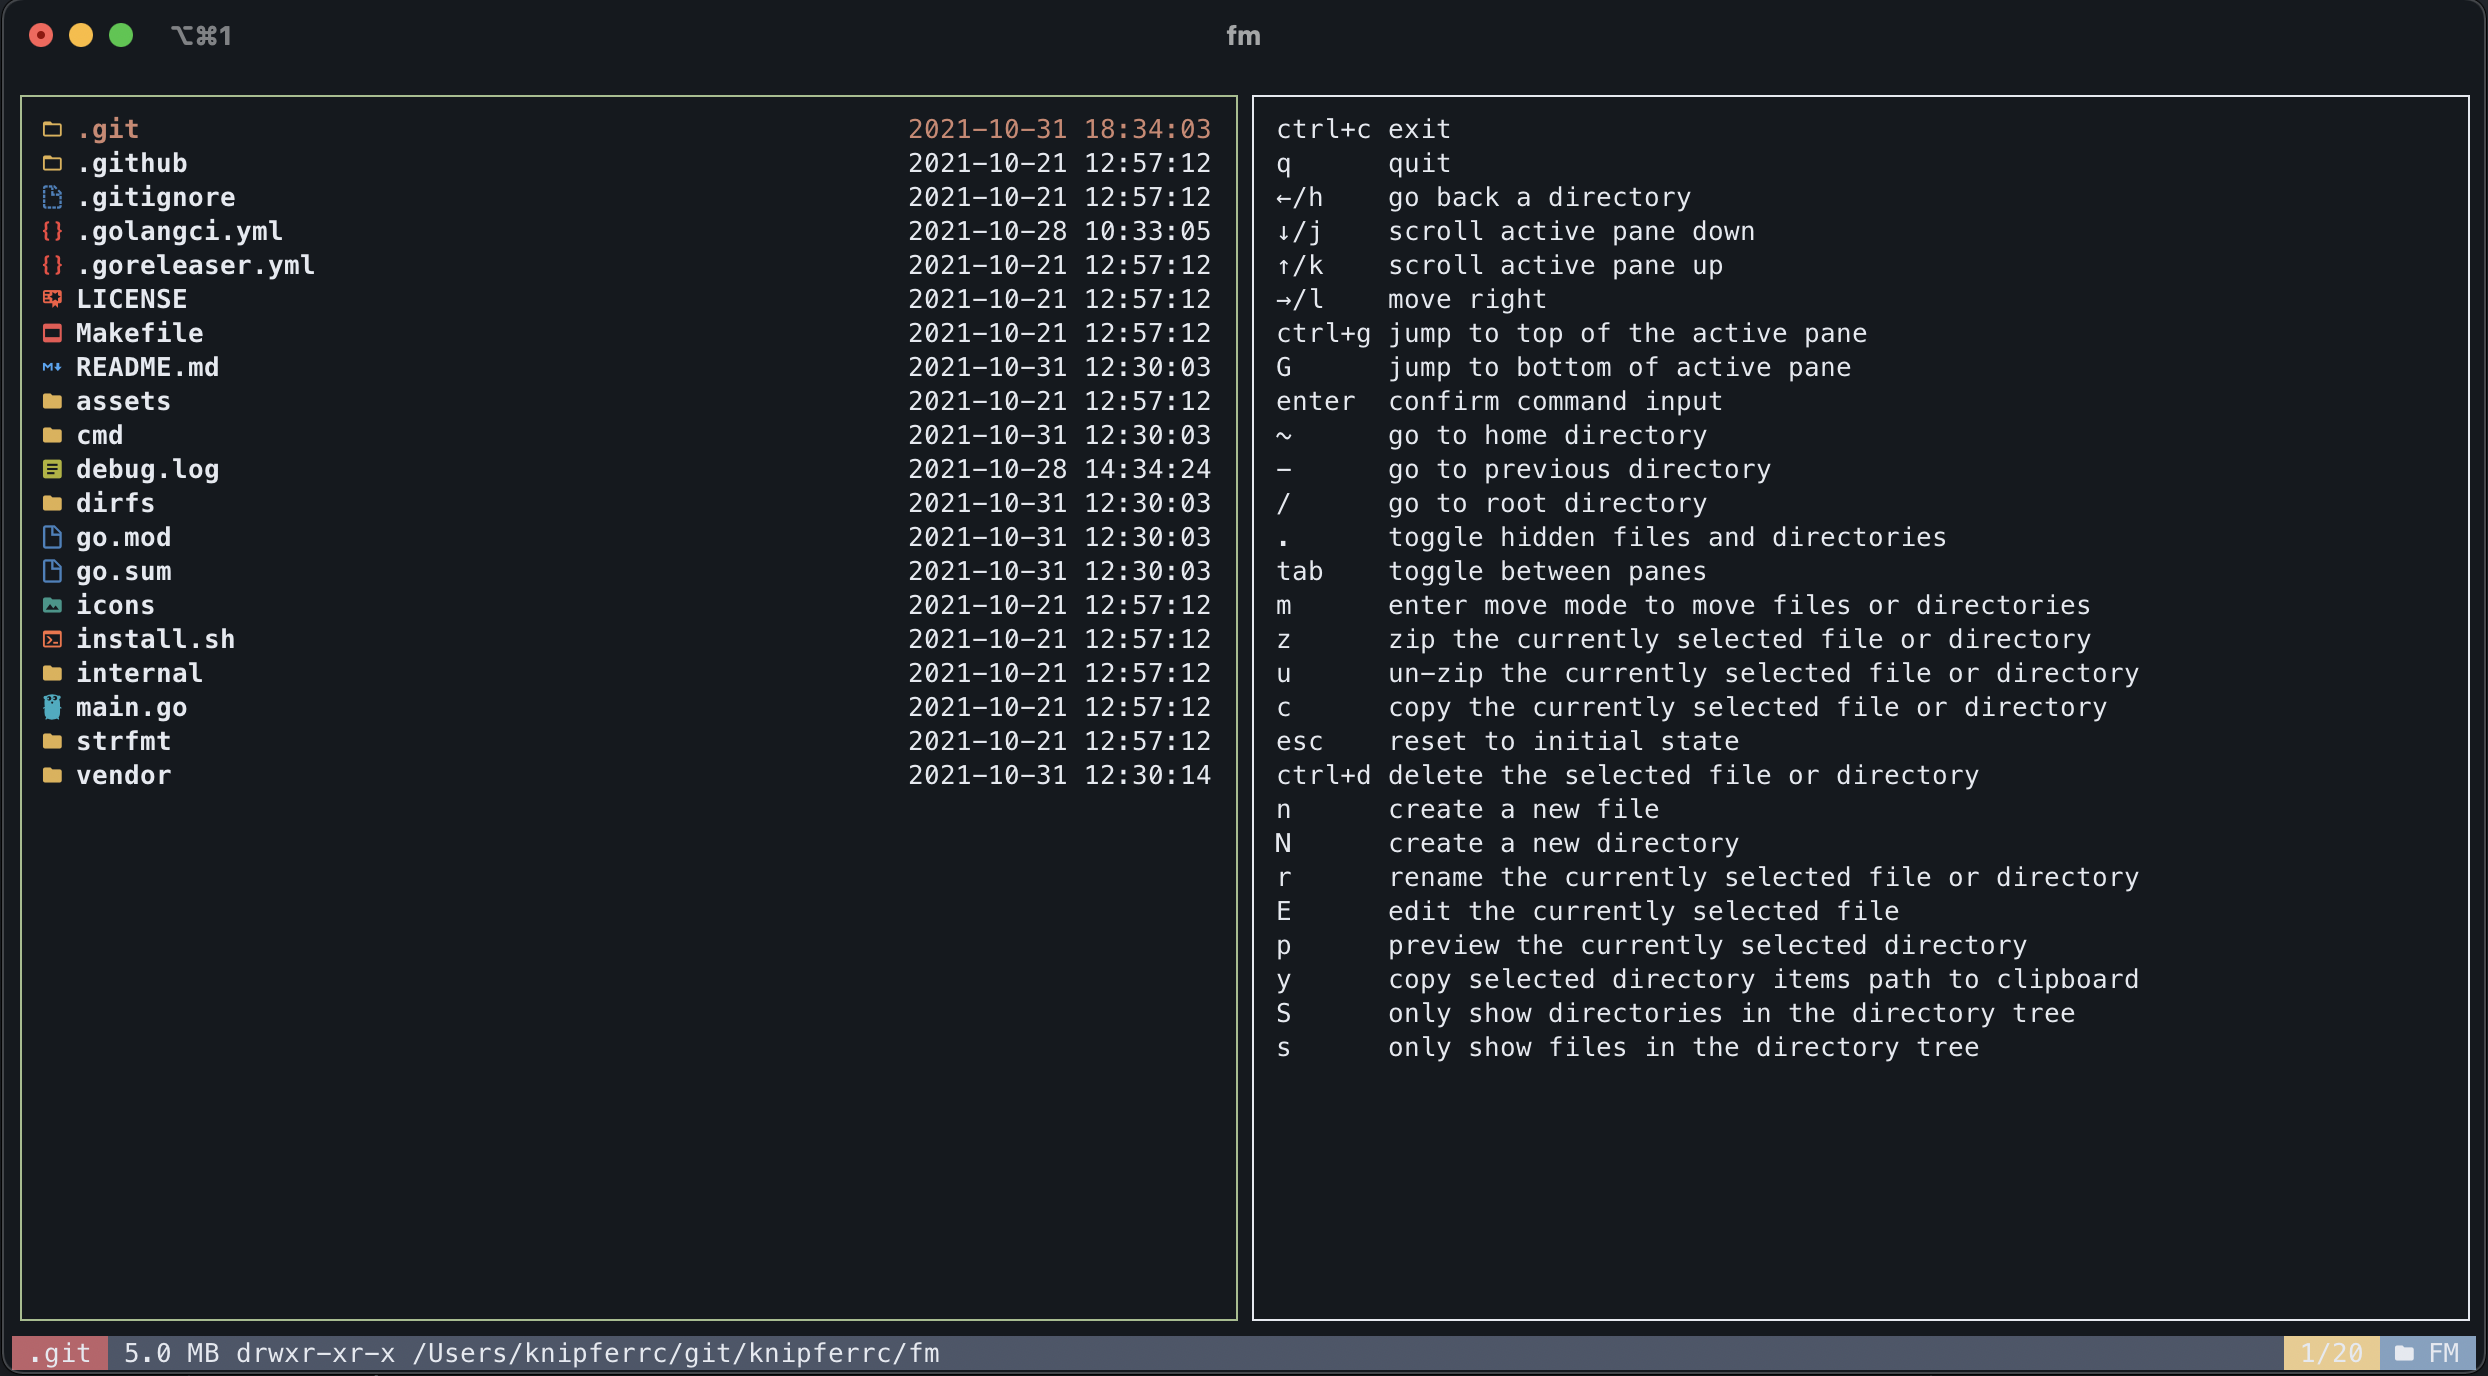 ⌥⌘1 fm
.git 2021-10-31 18:34:03
.github 2021-10-21 12:57:12
.gitignore 2021-10-21 12:57:12
.golangci.yml 2021-10-28 10:33:05
.goreleaser.yml 2021-10-21 12:57:12
LICENSE 2021-10-21 12:57:12
Makefile 2021-10-21 12:57:12
README.md 2021-10-31 12:30:03
assets 2021-10-21 12:57:12
cmd 2021-10-31 12:30:03
debug.log 2021-10-28 14:34:24
dirfs 2021-10-31 12:30:03
go.mod 2021-10-31 12:30:03
go.sum 2021-10-31 12:30:03
icons 2021-10-21 12:57:12
install.sh 2021-10-21 12:57:12
internal 2021-10-21 12:57:12
main.go 2021-10-21 12:57:12
strfmt 2021-10-21 12:57:12
vendor 2021-10-31 12:30:14
ctrl+c exit
q quit
←/h go back a directory
↓/j scroll active pane down
↑/k scroll active pane up
→/l move right
ctrl+g jump to top of the active pane
G jump to bottom of active pane
enter confirm command input
~ go to home directory
- go to previous directory
/ go to root directory
. toggle hidden files and directories
tab toggle between panes
m enter move mode to move files or directories
z zip the currently selected file or directory
u un-zip the currently selected file or directory
c copy the currently selected file or directory
esc reset to initial state
ctrl+d delete the selected file or directory
n create a new file
N create a new directory
r rename the currently selected file or directory
E edit the currently selected file
p preview the currently selected directory
y copy selected directory items path to clipboard
S only show directories in the directory tree
s only show files in the directory tree
.git 5.0 MB drwxr-xr-x /Users/knipferrc/git/knipferrc/fm 1/20 FM